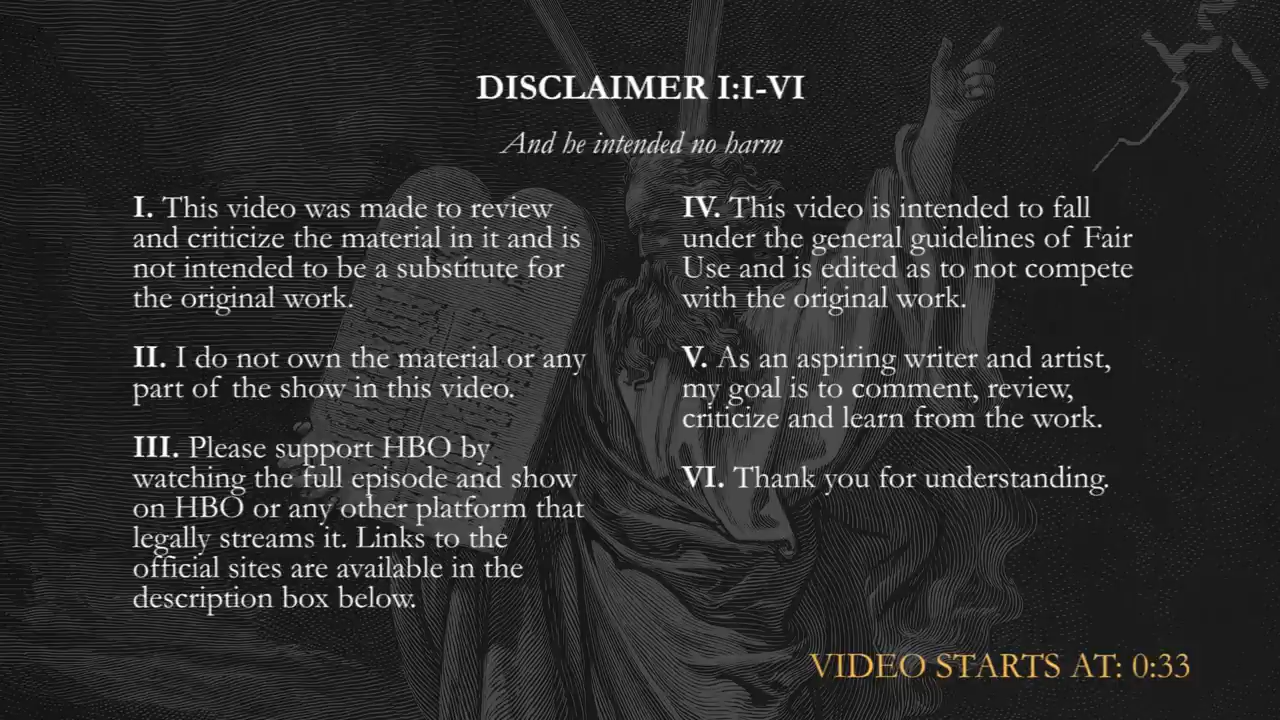 DISCLAIMER I:I-VI
And he intended no harm
I. This video was made to review
and criticize the material in it and is
not intended to be a substitute for
the original work.
II. I do not own the material or any
part of the show in this video.
III. Please support HBO by
watching the full episode and show
on HBO or any other platform that
legally streams it. Links to the
official sites are available in the
description box below.
IV. This video is intended to fall
under the general guidelines of Fair
Use and is edited as to not compete
with the original work.
V. As an aspiring writer and artist,
my goal is to comment, review,
criticize and learn from the work.
VI. Thank you for understanding.
VIDEO STARTS AT: 0:33